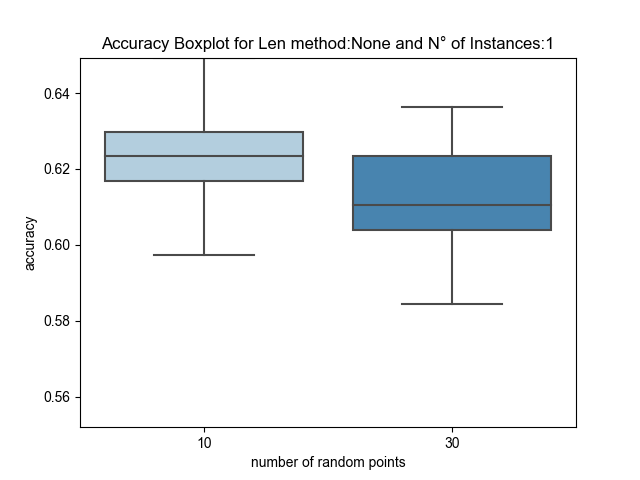 Accuracy Boxplot for Len method:None and N° of Instances:1
accuracy
0.64
0.62
0.60
0.58
0.56
10 30
number of random points